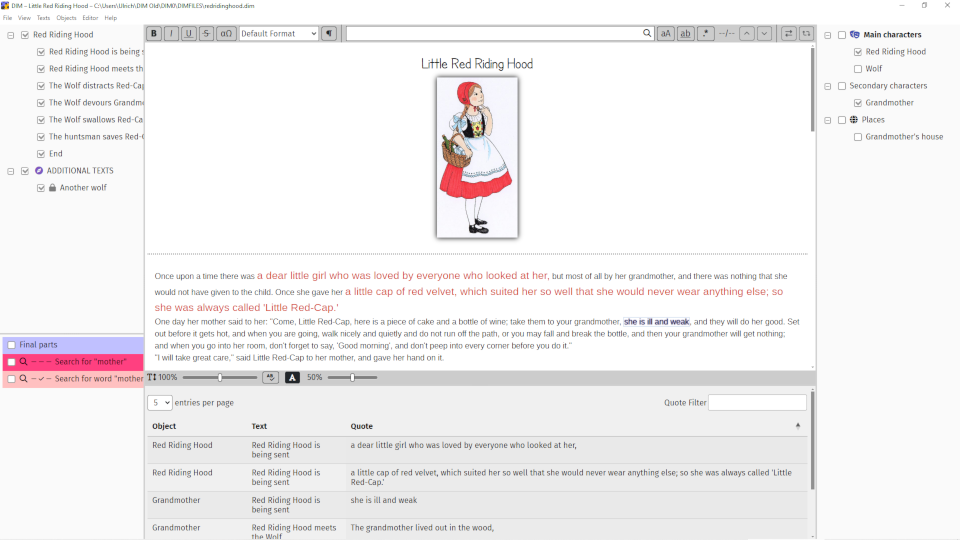 DIM – Little Red Riding Hood – C:\Users\Ulrich\DIM Old\DIMI\DIMFILES\redridinghood.dim
File View Texts Objects Editor Help
Red Riding Hood
Red Riding Hood is being s
Red Riding Hood meets th
The Wolf distracts Red-Cap
The Wolf devours Grandmo
The Wolf swallows Red-Ca
The huntsman saves Red-C
End
ADDITIONAL TEXTS
Another wolf
Final parts
Search for "mother"
Search for word "mother
B I U S αΩ Default Format ¶ aA ab .* --/--
Little Red Riding Hood
Once upon a time there was a dear little girl who was loved by everyone who looked at her, but most of all by her grandmother, and there was nothing that she
would not have given to the child. Once she gave her a little cap of red velvet, which suited her so well that she would never wear anything else; so
she was always called 'Little Red-Cap.'
One day her mother said to her: "Come, Little Red-Cap, here is a piece of cake and a bottle of wine; take them to your grandmother, she is ill and weak, and they will do her good. Set
out before it gets hot, and when you are going, walk nicely and quietly and do not run off the path, or you may fall and break the bottle, and then your grandmother will get nothing;
and when you go into her room, don't forget to say, 'Good morning', and don't peep into every corner before you do it."
"I will take great care," said Little Red-Cap to her mother, and gave her hand on it.
100% A 50%
5 entries per page
Quote Filter
Object Text Quote
Red Riding Hood Red Riding Hood is a dear little girl who was loved by everyone who looked at her,
being sent
Red Riding Hood Red Riding Hood is a little cap of red velvet, which suited her so well that she would never wear anything else; so she was always called 'Little
being sent Red-Cap.'
Grandmother Red Riding Hood is she is ill and weak
being sent
Grandmother Red Riding Hood meets The grandmother lived out in the wood,
the Wolf
Main characters
Red Riding Hood
Wolf
Secondary characters
Grandmother
Places
Grandmother's house